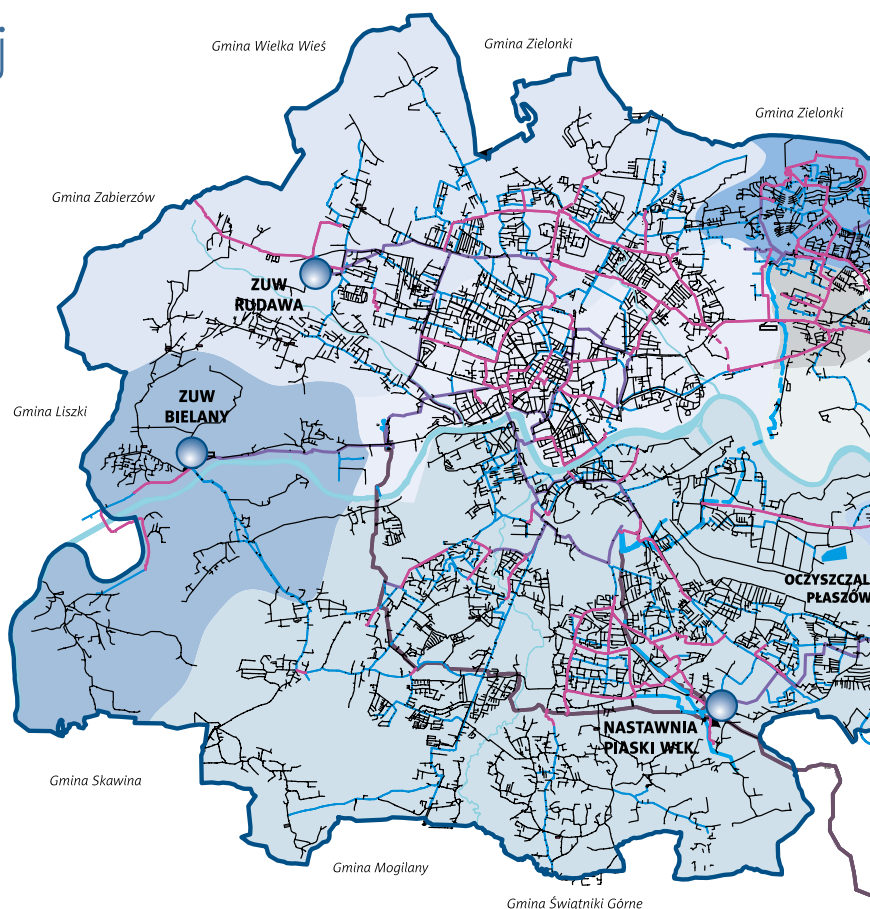 j
Gmina Wielka Wieś
Gmina Zielonki
Gmina Zielonki
Gmina Zabierzów
ZUW
RUDAWA
ZUW
BIELANY
Gmina Liszki
OCZYSZCZAL
PŁASZÓW
NASTAWNIA
PIASKI WLK.
Gmina Skawina
Gmina Mogilany
Gmina Świątniki Górne